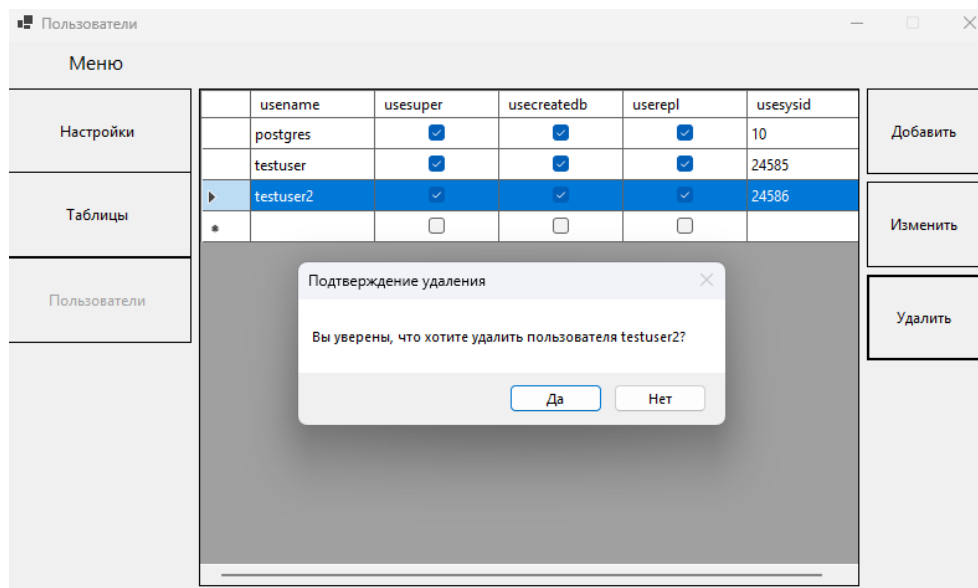 Пользователи
Меню
Настройки
Таблицы
Пользователи
usename usesuper usecreatedb userepl usesysid
postgres 10
testuser 24585
testuser2 24586
Подтверждение удаления
Вы уверены, что хотите удалить пользователя testuser2?
Да Нет
Добавить
Изменить
Удалить